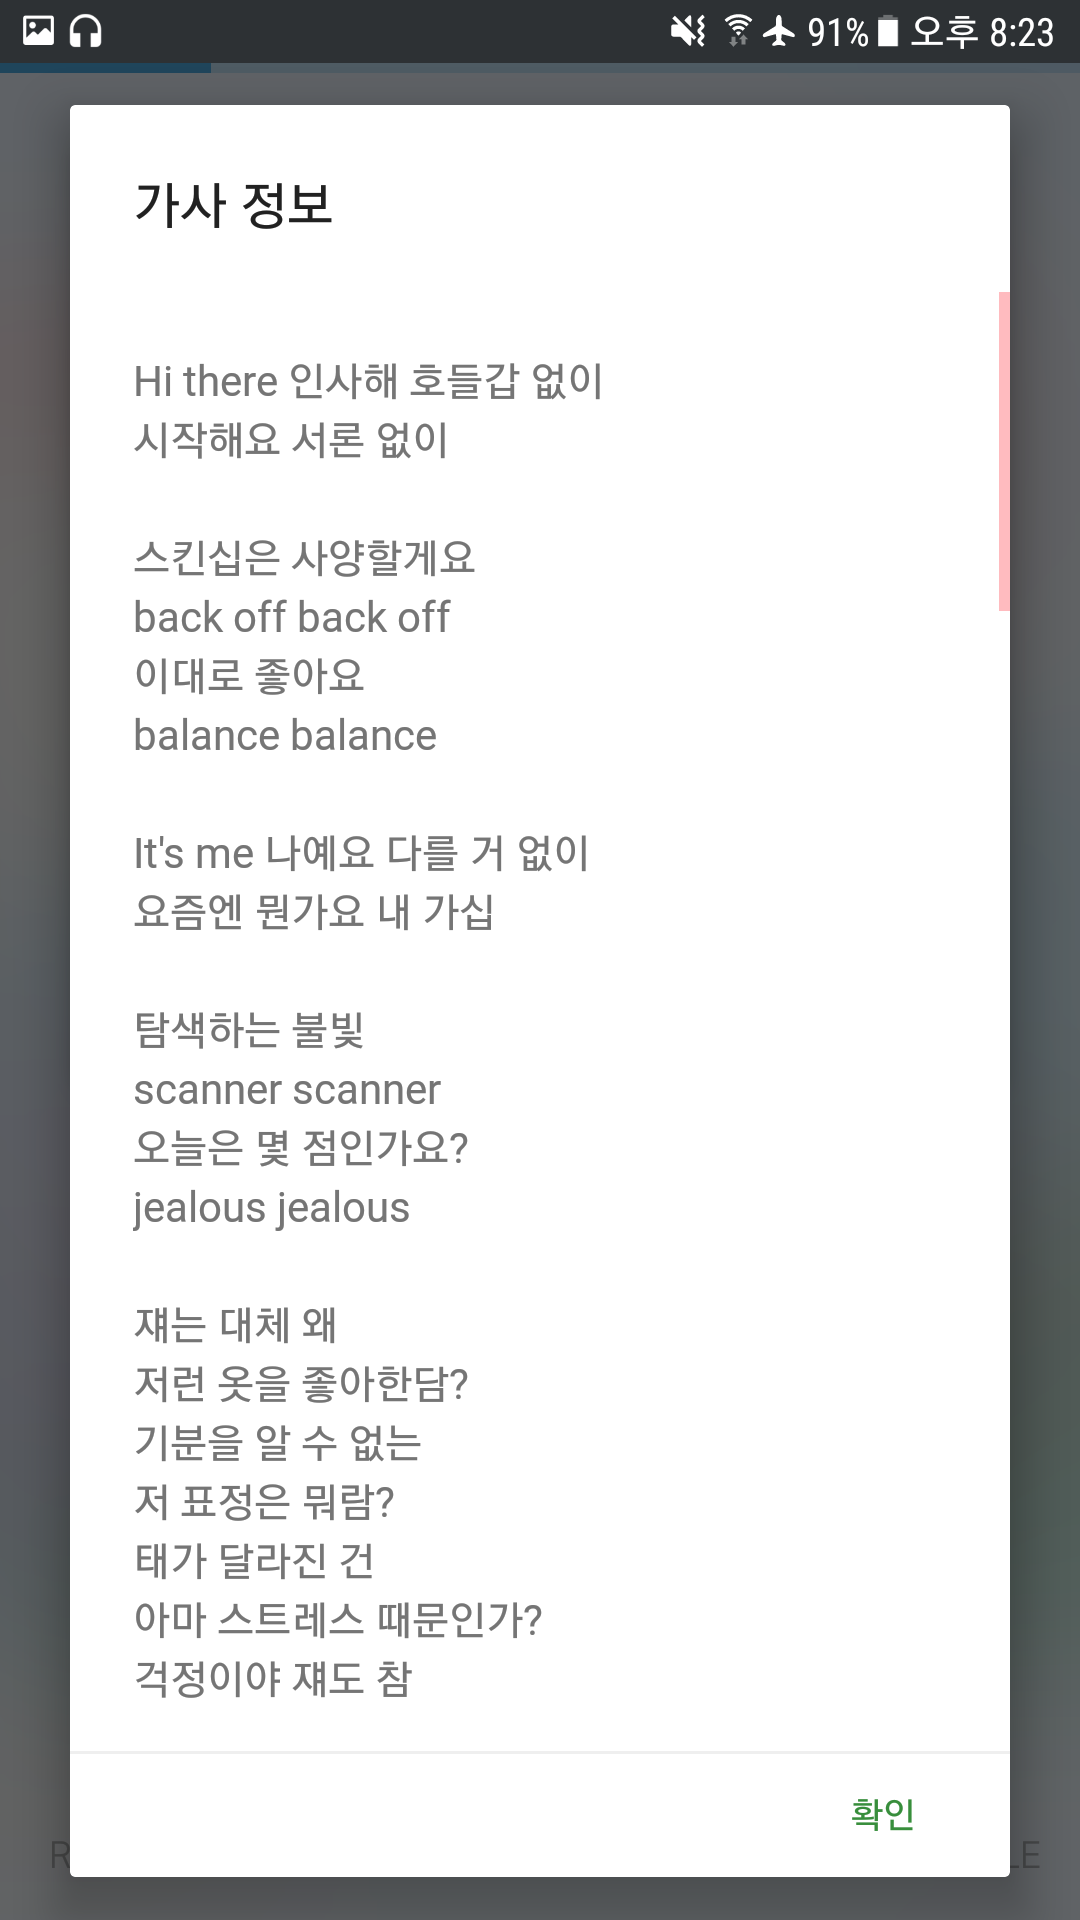 91% 오후 8:23
가사 정보
Hi there 인사해 호들갑 없이
시작해요 서론 없이
스킨십은 사양할게요
back off back off
이대로 좋아요
balance balance
It's me 나예요 다를 거 없이
요즘엔 뭔가요 내 가십
탐색하는 불빛
scanner scanner
오늘은 몇 점인가요?
jealous jealous
쟤는 대체 왜
저런 옷을 좋아한담?
기분을 알 수 없는
저 표정은 뭐람?
태가 달라진 건
아마 스트레스 때문인가?
걱정이야 쟤도 참
확인